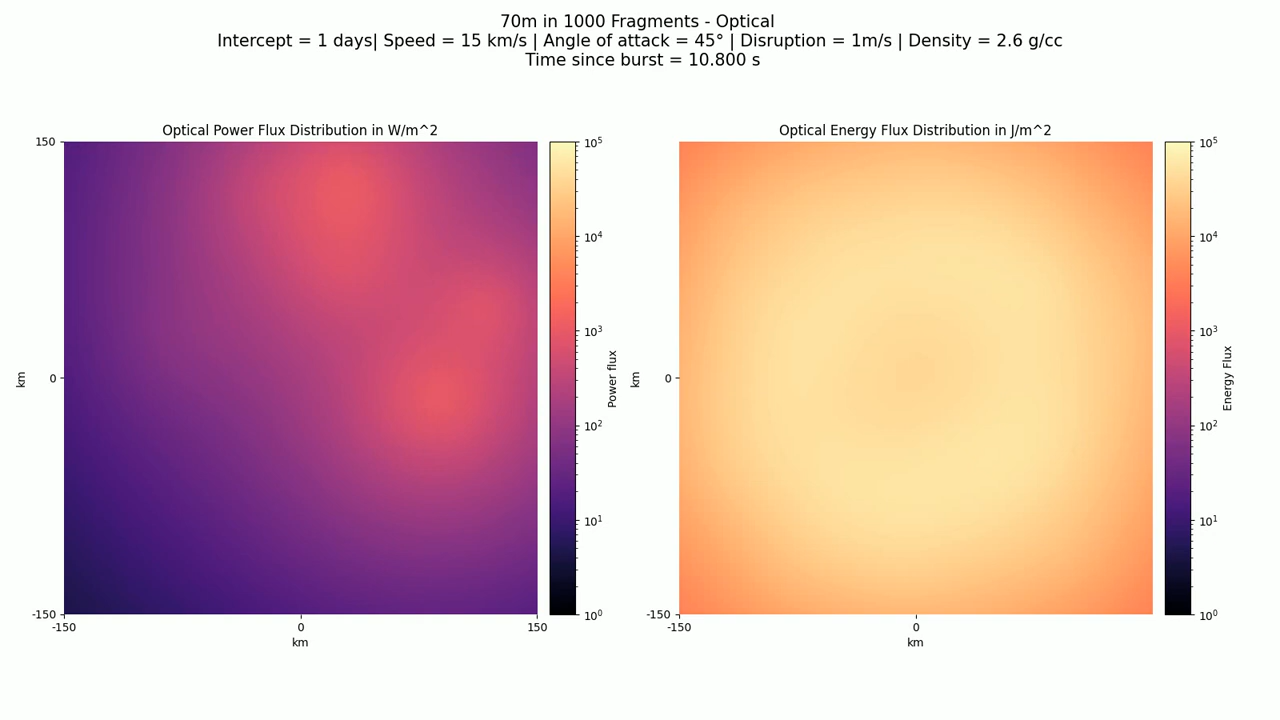 70m in 1000 Fragments - Optical
Intercept = 1 days| Speed = 15 km/s | Angle of attack = 45° | Disruption = 1m/s | Density = 2.6 g/cc
Time since burst = 10.800 s
Optical Power Flux Distribution in W/m^2
150
0
-150
km
-150
0
150
km
10^5
10^4
10^3
10^2
10^1
10^0
Power flux
Optical Energy Flux Distribution in J/m^2
0
-150
km
-150
0
km
10^5
10^4
10^3
10^2
10^1
10^0
Energy Flux